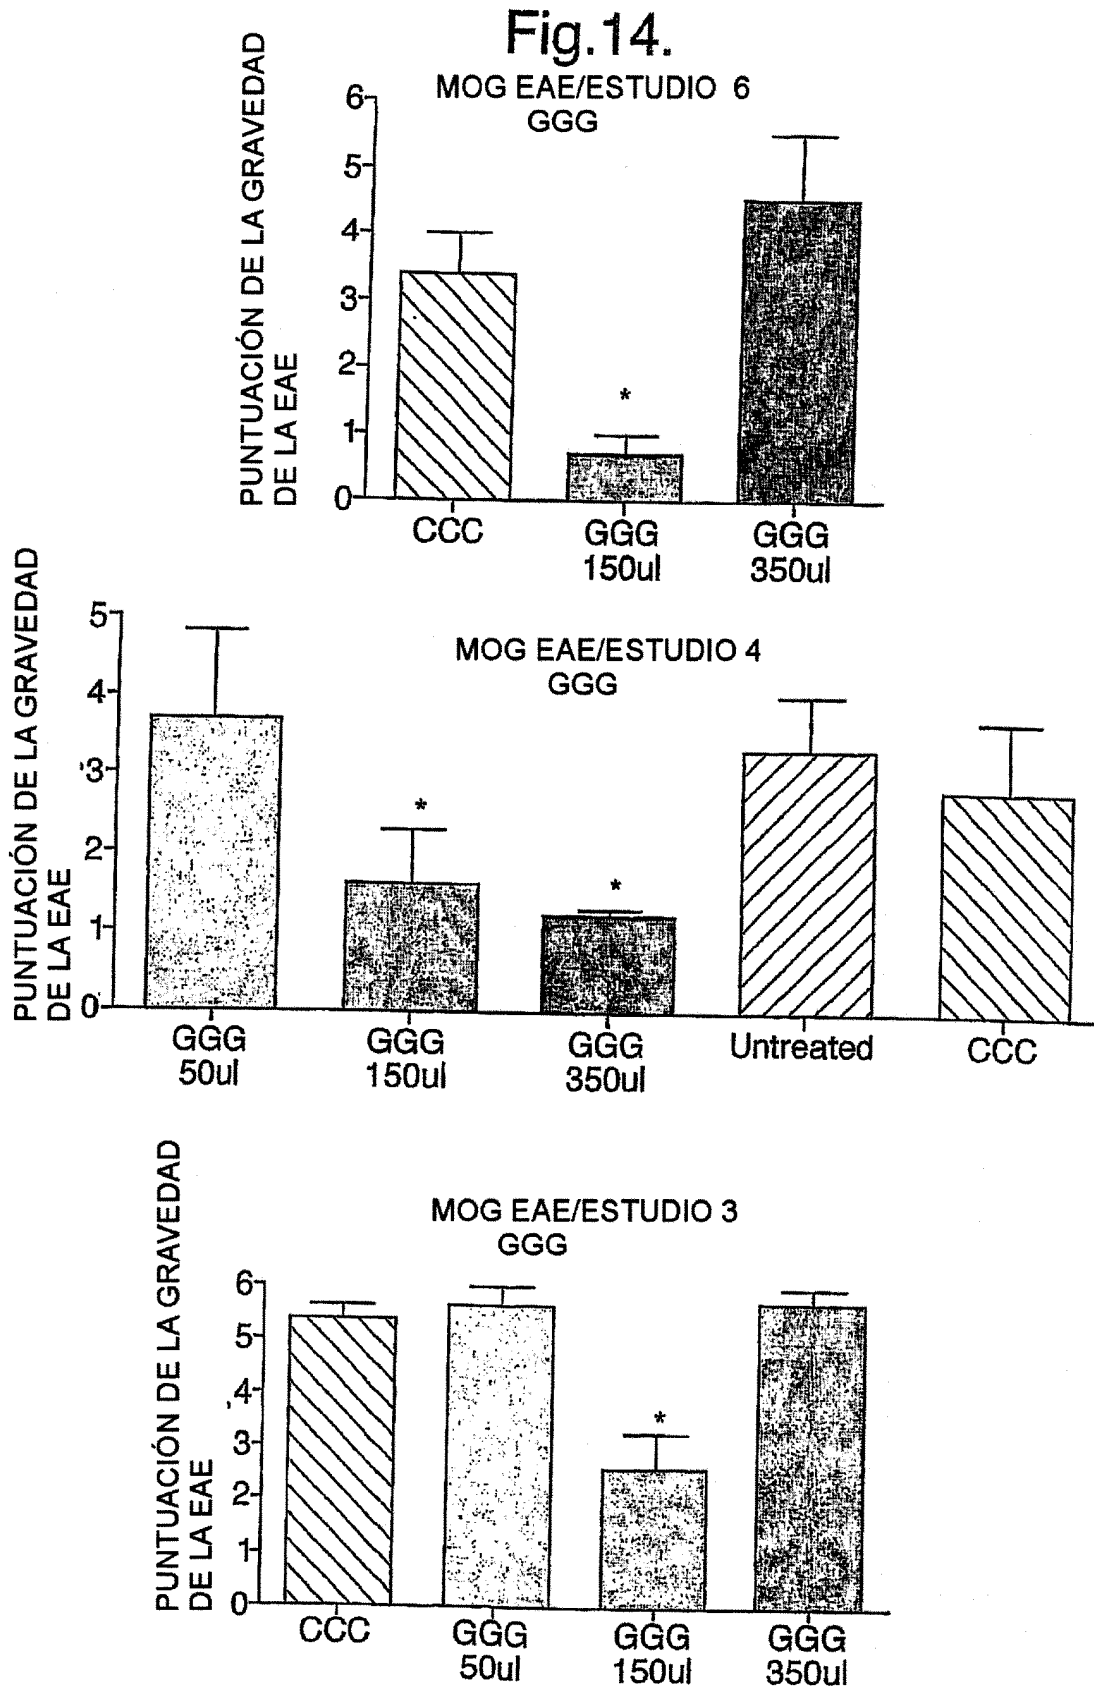 Fig.14.
MOG EAE/ESTUDIO 6
GGG
PUNTUACIÓN DE LA GRAVEDAD
DE LA EAE
6
5
4
3
2
1
0
*
CCC
GGG
150ul
GGG
350ul
MOG EAE/ESTUDIO 4
GGG
PUNTUACIÓN DE LA GRAVEDAD
DE LA EAE
5
4
3
2
1
0
*
*
GGG
50ul
GGG
150ul
GGG
350ul
Untreated
CCC
MOG EAE/ESTUDIO 3
GGG
PUNTUACIÓN DE LA GRAVEDAD
DE LA EAE
6
5
4
3
2
1
0
*
CCC
GGG
50ul
GGG
150ul
GGG
350ul